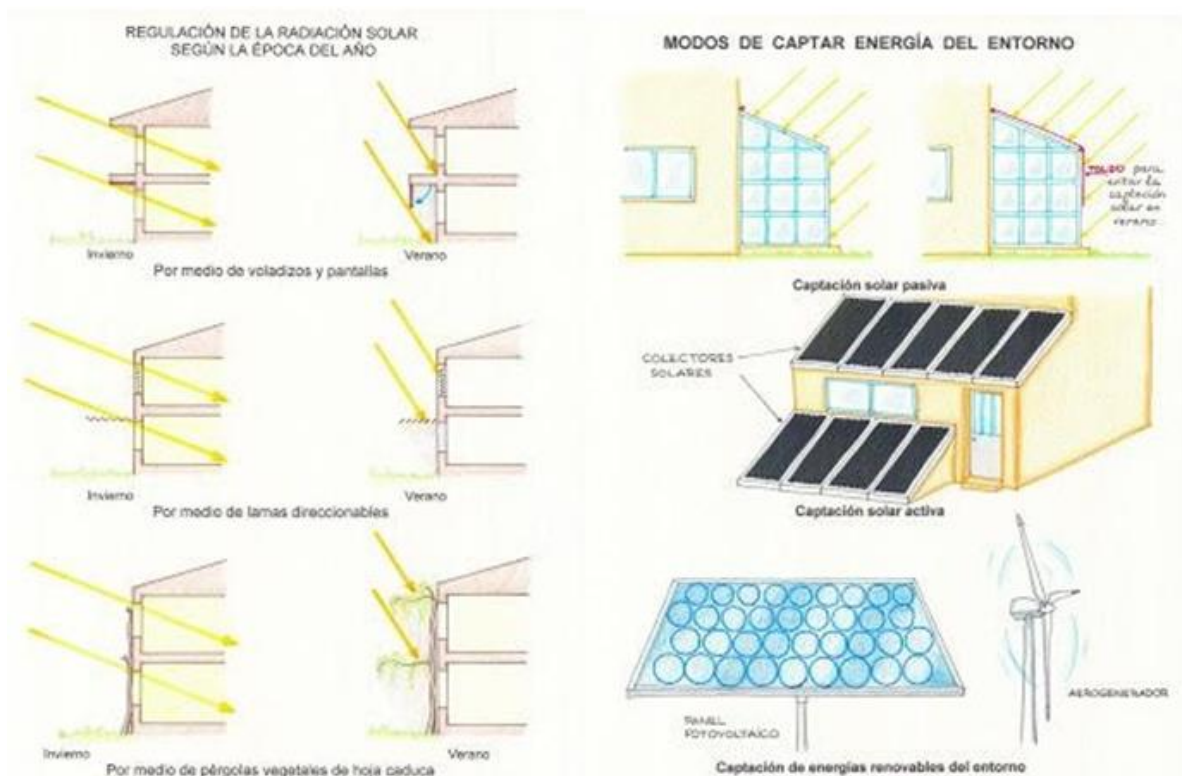 REGULACIÓN DE LA RADIACIÓN SOLAR
SEGÚN LA ÉPOCA DEL AÑO
Invierno
Verano
Por medio de voladizos y pantallas
Invierno
Verano
Por medio de lamas direccionables
Invierno
Verano
Por medio de pérgolas vegetales de hoja caduca
MODOS DE CAPTAR ENERGÍA DEL ENTORNO
TOLDO para
evitar la
captación
solar en
verano
Captación solar pasiva
COLECTORES
SOLARES
Captación solar activa
PANEL
FOTOVOLTAÍCO
AEROGENERADOR
Captación de energías renovables del entorno